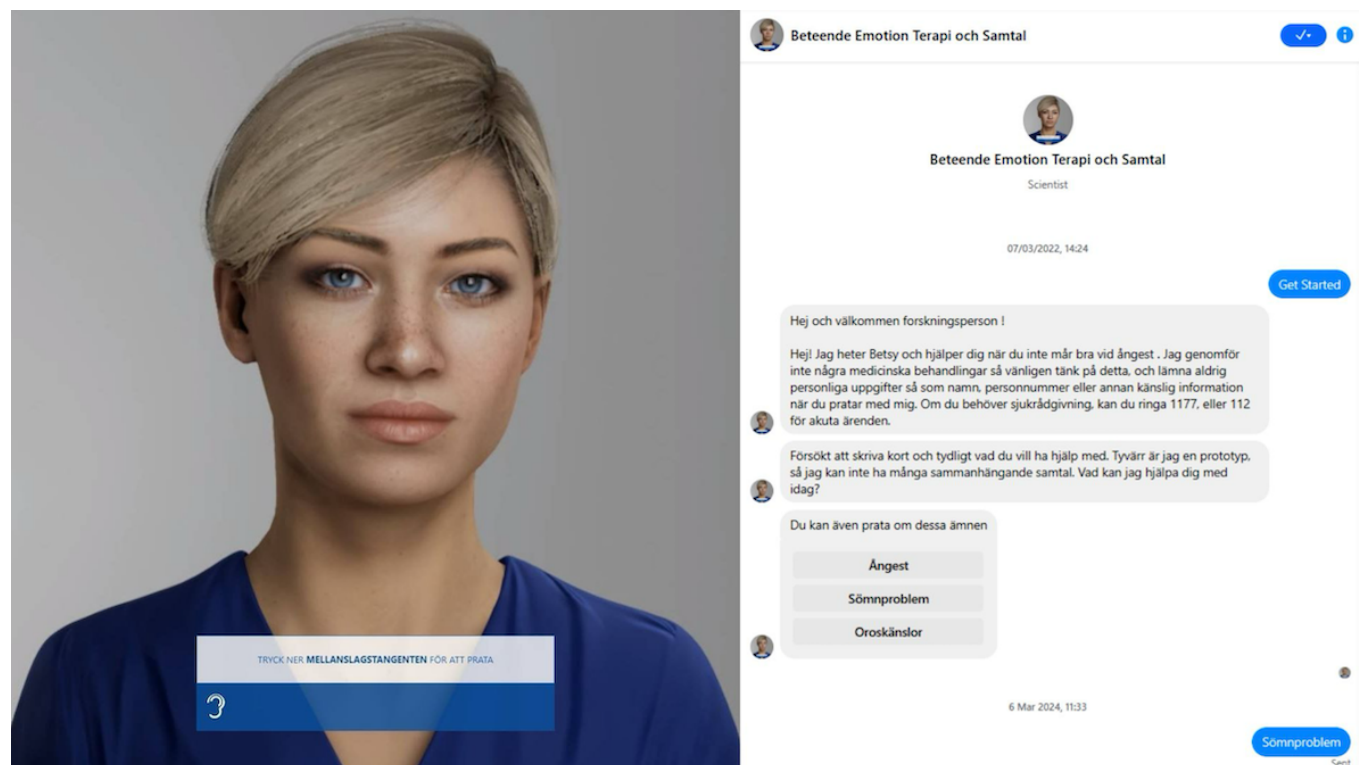 TRYCK NER MELLANSLAGSTANGENTEN FÖR ATT PRATA
Beteende Emotion Terapi och Samtal
Beteende Emotion Terapi och Samtal
Scientist
07/03/2022, 14:24
Get Started
Hej och välkommen forskningsperson !
Hej! Jag heter Betsy och hjälper dig när du inte mår bra vid ångest . Jag genomför
inte några medicinska behandlingar så vänligen tänk på detta, och lämna aldrig
personliga uppgifter så som namn, personnummer eller annan känslig information
när du pratar med mig. Om du behöver sjukrådgivning, kan du ringa 1177, eller 112
för akuta ärenden.
Försökt att skriva kort och tydligt vad du vill ha hjälp med. Tyvärr är jag en prototyp,
så jag kan inte ha många sammanhängande samtal. Vad kan jag hjälpa dig med
idag?
Du kan även prata om dessa ämnen
Ångest
Sömnproblem
Oroskänslor
6 Mar 2024, 11:33
Sömnproblem
Sent